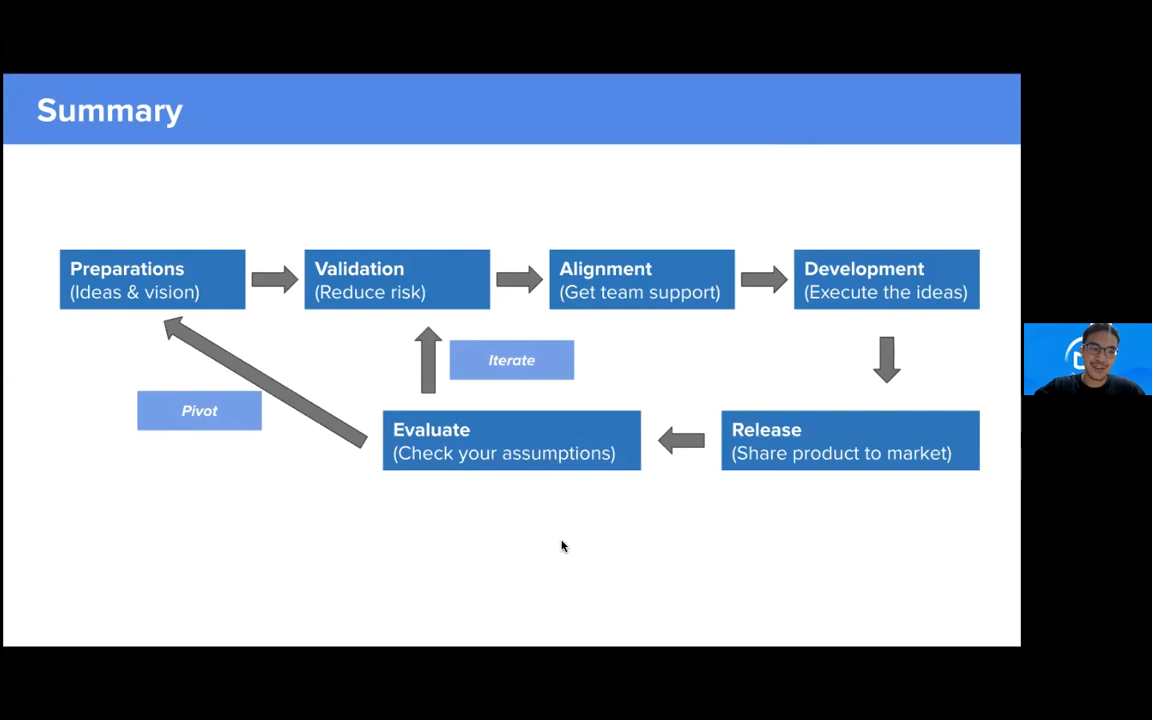 Summary
Preparations
(Ideas & vision)
Validation
(Reduce risk)
Alignment
(Get team support)
Development
(Execute the ideas)
Iterate
Pivot
Evaluate
(Check your assumptions)
Release
(Share product to market)